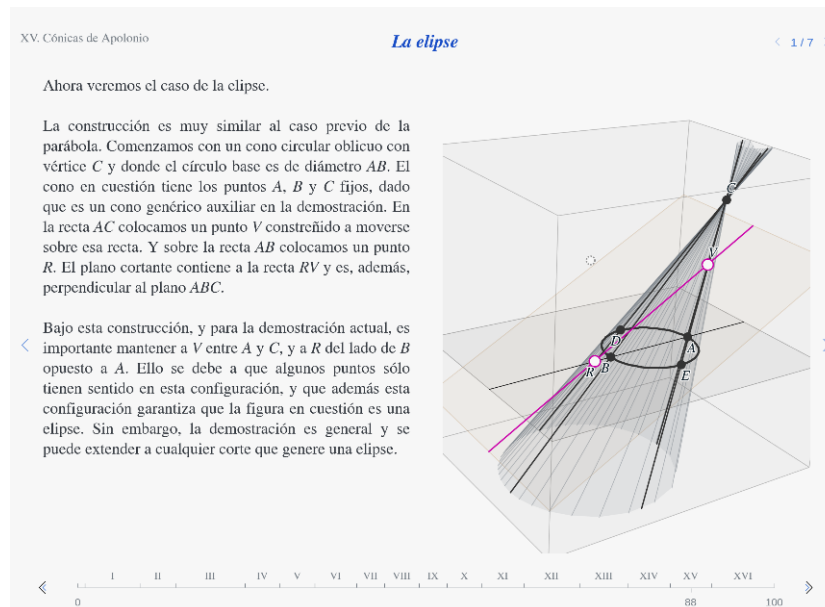 XV. Cónicas de Apolonio
La elipse
1 / 7
Ahora veremos el caso de la elipse.
La construcción es muy similar al caso previo de la
parábola. Comenzamos con un cono circular oblicuo con
vértice C y donde el círculo base es de diámetro AB. El
cono en cuestión tiene los puntos A, B y C fijos, dado
que es un cono genérico auxiliar en la demostración. En
la recta AC colocamos un punto V constreñido a moverse
sobre esa recta. Y sobre la recta AB colocamos un punto
R. El plano cortante contiene a la recta RV y es, además,
perpendicular al plano ABC.
Bajo esta construcción, y para la demostración actual, es
importante mantener a V entre A y C, y a R del lado de B
opuesto a A. Ello se debe a que algunos puntos sólo
tienen sentido en esta configuración, y que además esta
configuración garantiza que la figura en cuestión es una
elipse. Sin embargo, la demostración es general y se
puede extender a cualquier corte que genere una elipse.
C
V
D
A
R
B
E
I II III IV V VI VII VIII IX X XI XII XIII XIV XV XVI
0 88 100